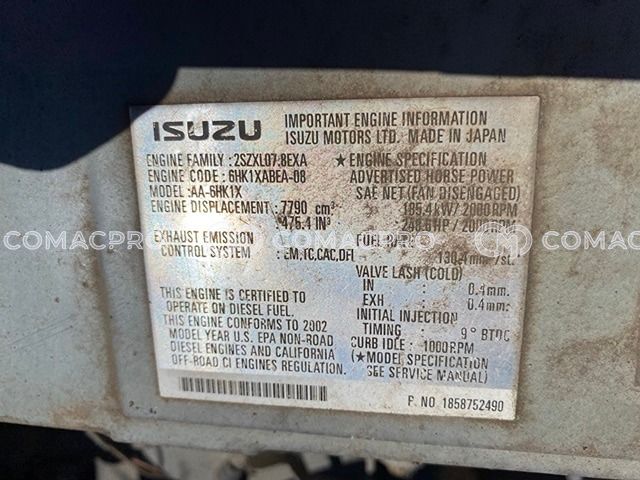 ISUZU
IMPORTANT ENGINE INFORMATION
ISUZU MOTORS LTD. MADE IN JAPAN
ENGINE FAMILY : 2SZXL07.8EXA
ENGINE CODE : 6HK1XABEA-08
MODEL: AA-6HK1X
ENGINE DISPLACEMENT: 7790 cm³
475.4 IN³
EXHAUST EMISSION
CONTROL SYSTEM : EM,TC,CAC,DFI
THIS ENGINE IS CERTIFIED TO
OPERATE ON DIESEL FUEL.
THIS ENGINE CONFORMS TO 2002
MODEL YEAR U.S. EPA NON-ROAD
DIESEL ENGINES AND CALIFORNIA
OFF-ROAD CI ENGINES REGULATION.
★ ENGINE SPECIFICATION
ADVERTISED HORSE POWER
SAE NET (FAN DISENGAGED)
/2000RPM
FUEL
/st.
VALVE LASH (COLD)
IN 0.4mm.
EXH 0.4mm.
INITIAL INJECTION
TIMING : 9° BTDC
CURB IDLE : 1000RPM
(★MODEL SPECIFICATION
SEE SERVICE MANUAL)
P. NO 1858752490
COMACPRO COMACPRO COMACPRO